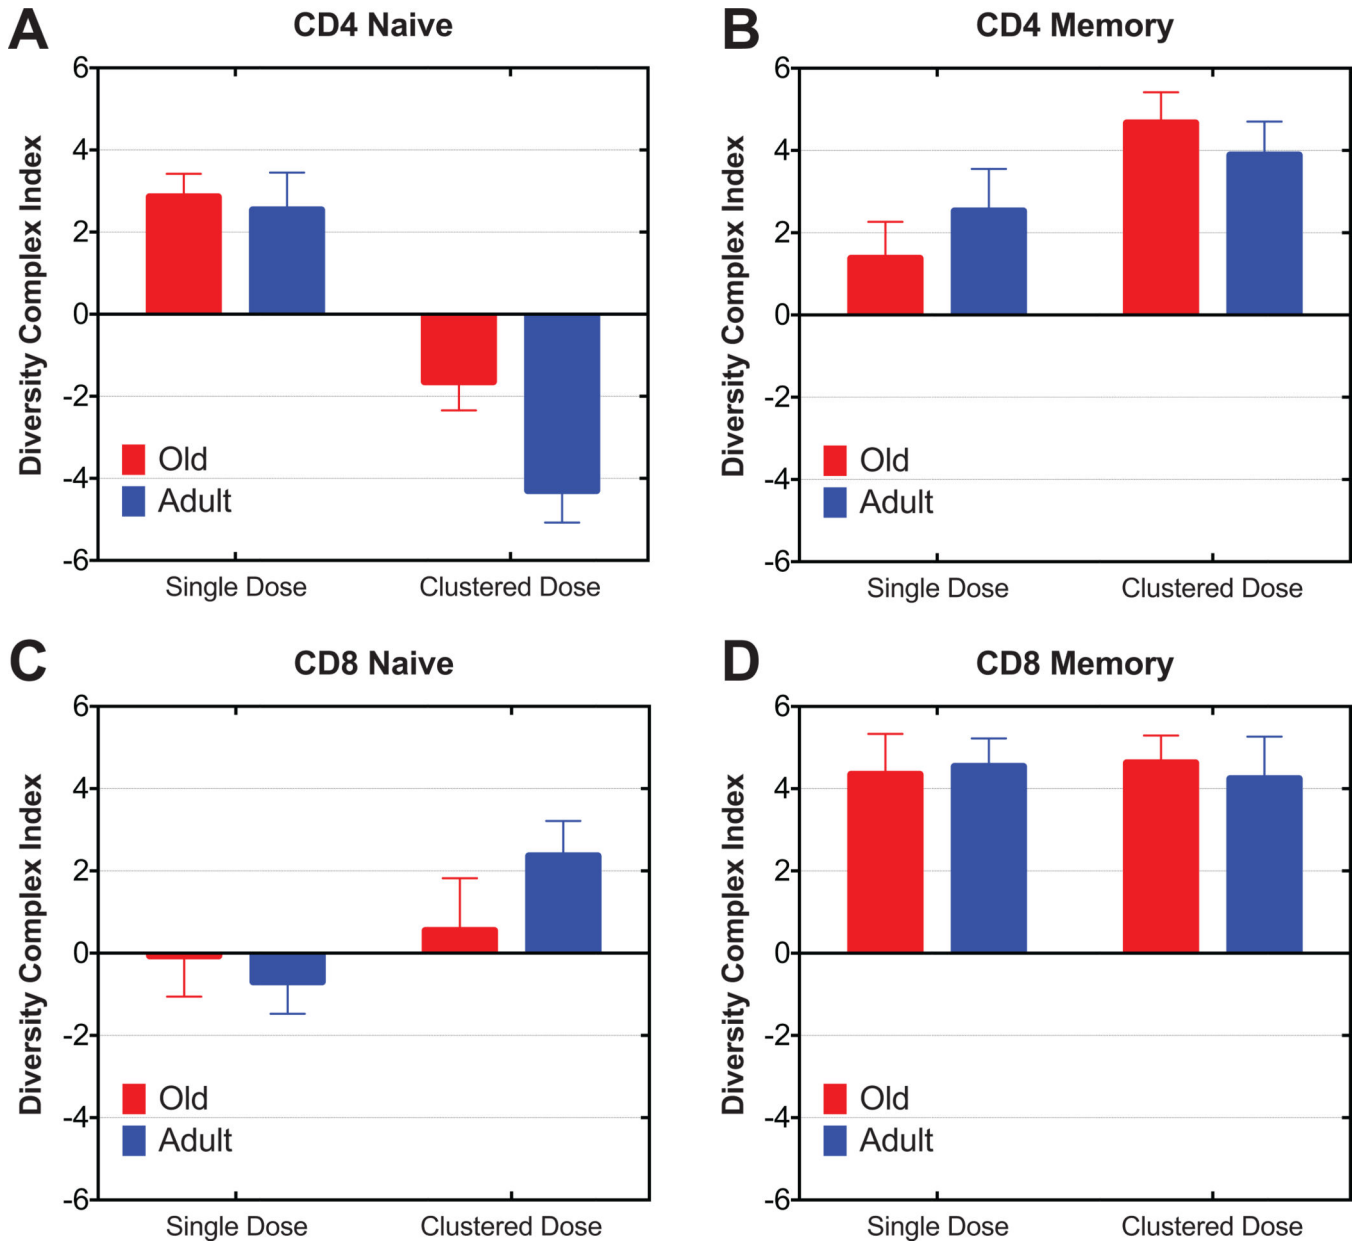 A
CD4 Naive
Diversity Complex Index
6
4
2
0
-2
-4
-6
Old
Adult
Single Dose
Clustered Dose
B
CD4 Memory
Diversity Complex Index
6
4
2
0
-2
-4
-6
Old
Adult
Single Dose
Clustered Dose
C
CD8 Naive
Diversity Complex Index
6
4
2
0
-2
-4
-6
Old
Adult
Single Dose
Clustered Dose
D
CD8 Memory
Diversity Complex Index
6
4
2
0
-2
-4
-6
Old
Adult
Single Dose
Clustered Dose